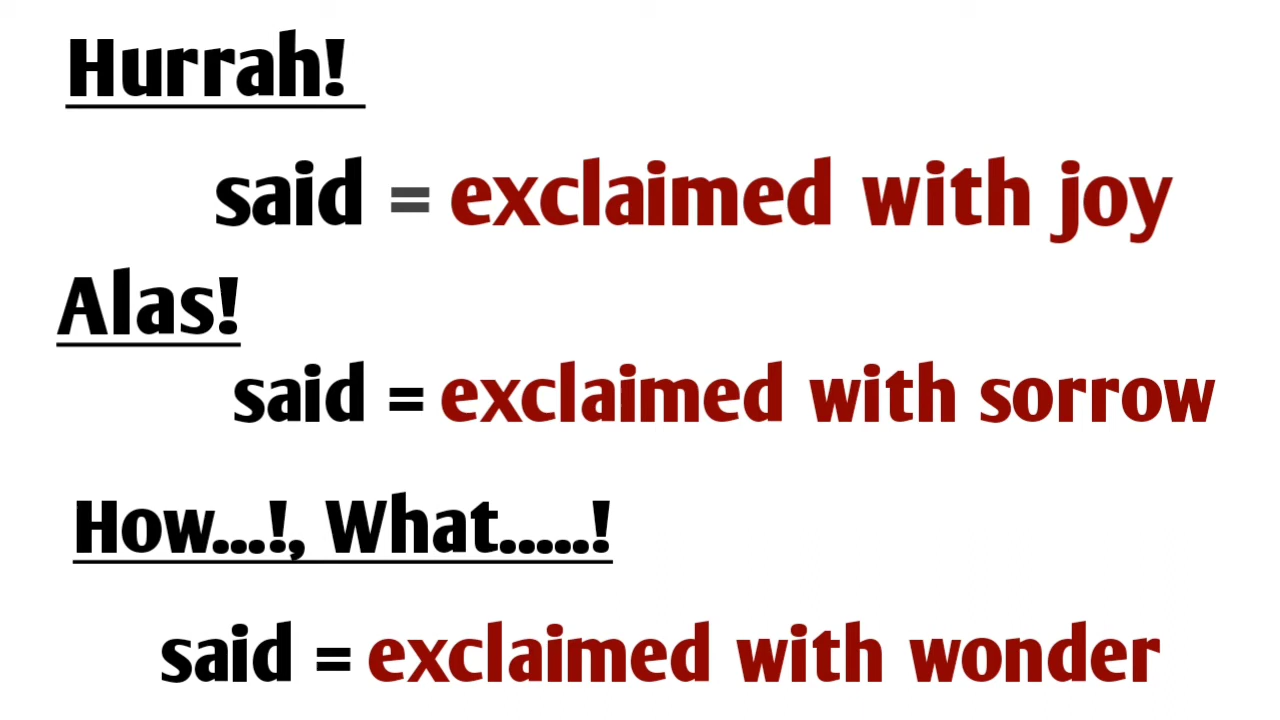 Hurrah!
said = exclaimed with joy
Alas!
said = exclaimed with sorrow
How...!, What.....!
said = exclaimed with wonder